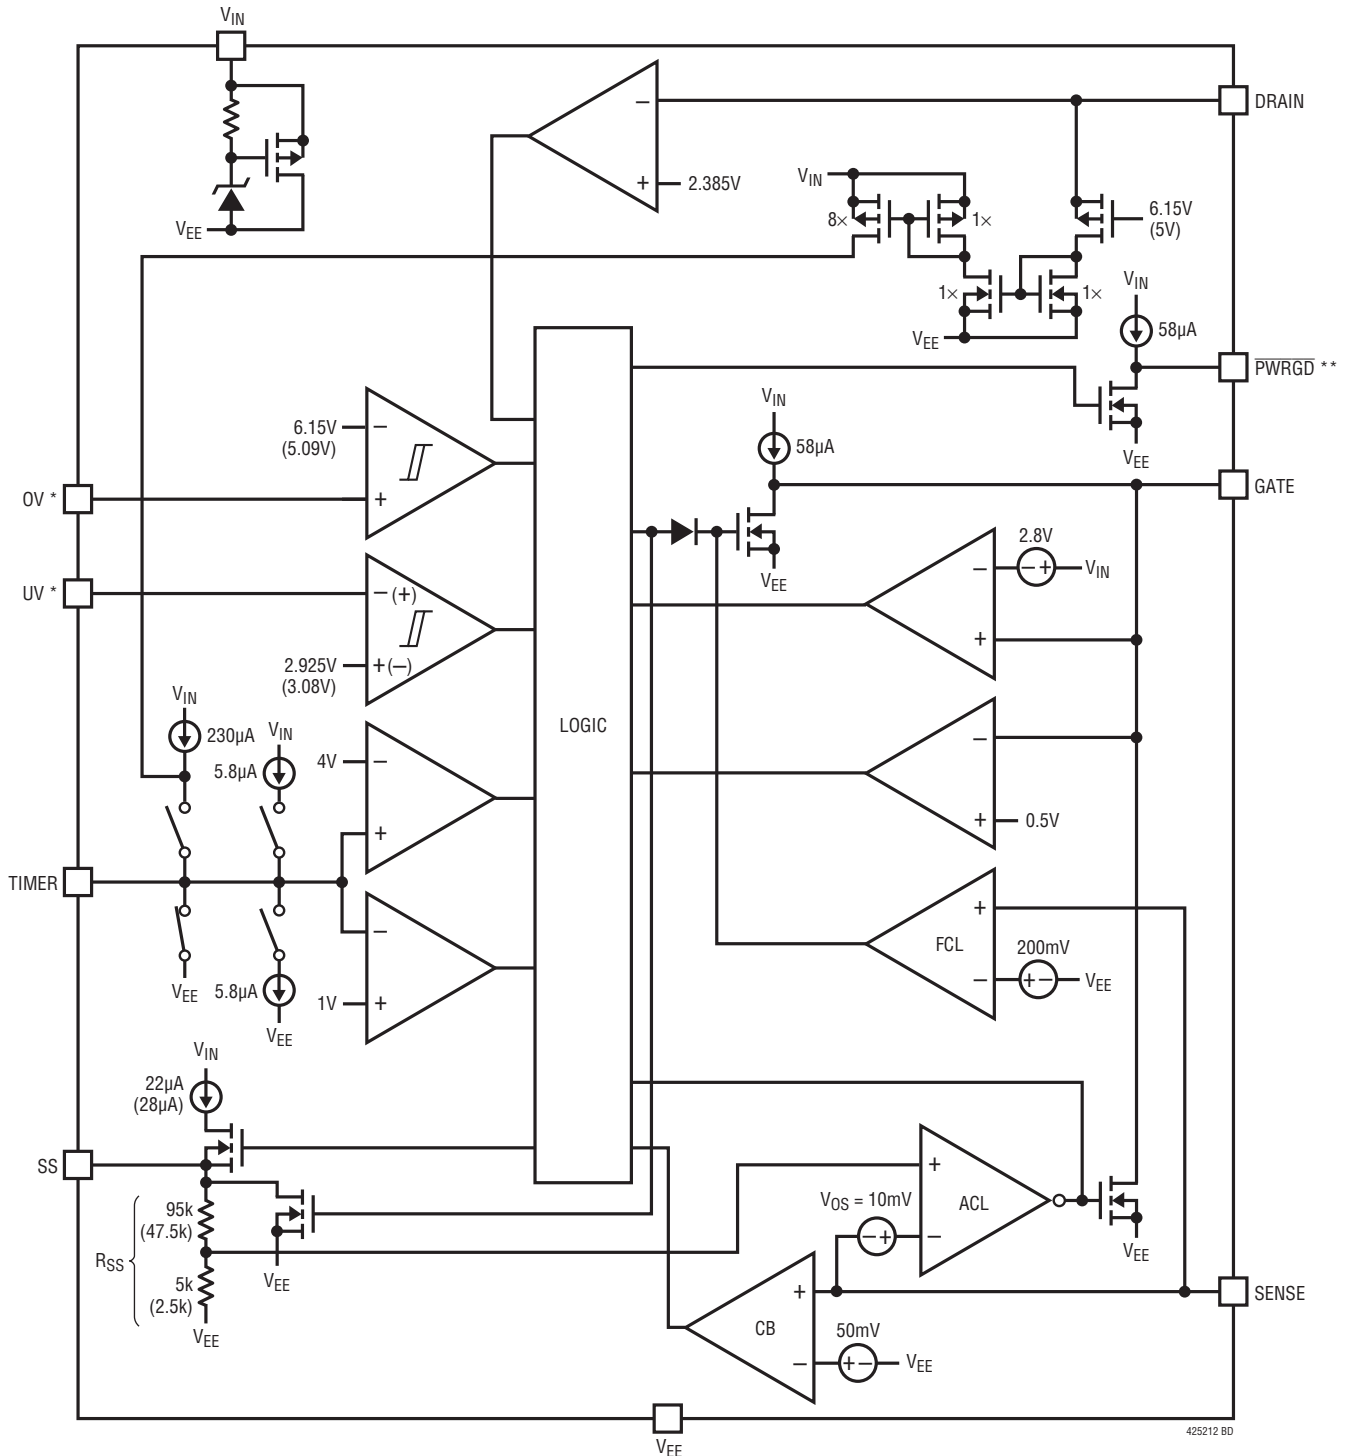 VIN
DRAIN
−
+
2.385V
VIN
8×
1×
6.15V
(5V)
VEE
1×
1×
VIN
58µA
VEE
PWRGD **
VIN
58µA
VEE
6.15V
(5.09V)
−
+
OV *
GATE
UV *
− (+)
2.925V
(3.08V)
+ (−)
VEE
2.8V
− +
VIN
−
+
LOGIC
VIN
230µA
VIN
5.8µA
4V
−
+
−
+
0.5V
TIMER
VEE
5.8µA
VEE
−
1V
+
+
FCL
200mV
−
+ −
VEE
VIN
22µA
(28µA)
SS
95k
(47.5k)
RSS
5k
(2.5k)
VEE
VEE
VOS = 10mV
− +
+
ACL
−
VEE
SENSE
+
CB
50mV
−
+ −
VEE
VEE
425212 BD